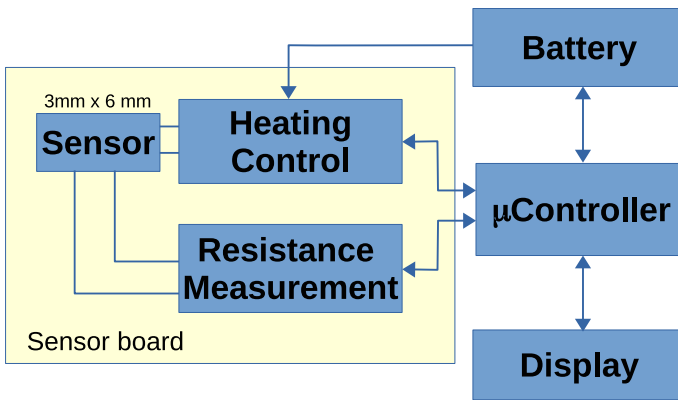 Battery
3mm x 6 mm
Sensor
Heating
Control
μController
Resistance
Measurement
Sensor board
Display